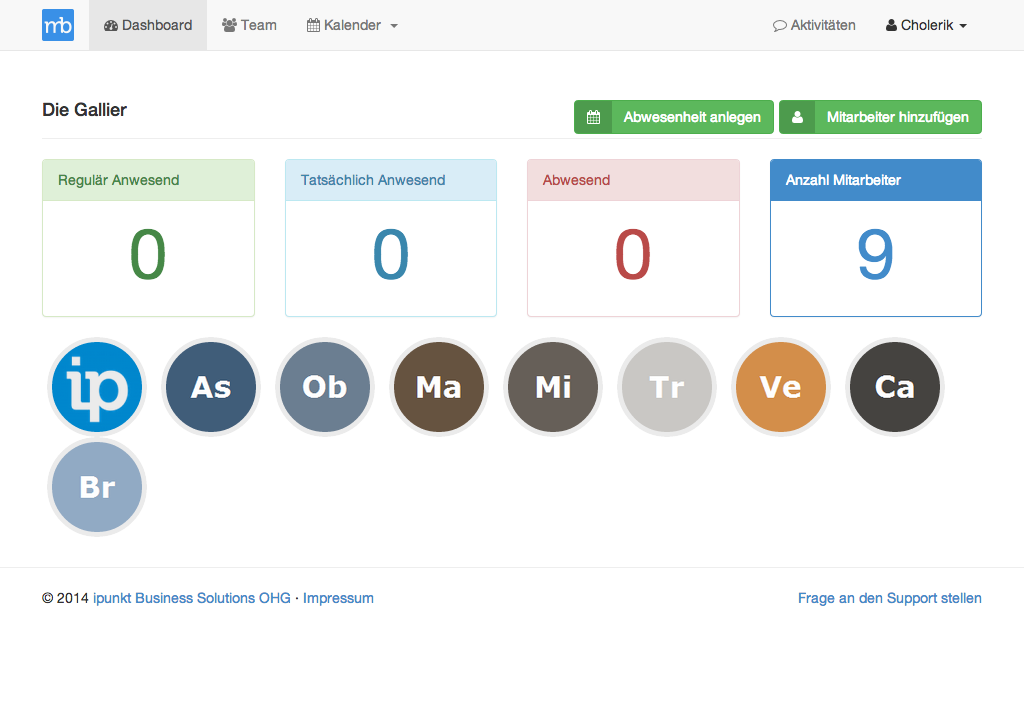 mb Dashboard Team Kalender Aktivitäten Cholerik
Die Gallier Abwesenheit anlegen Mitarbeiter hinzufügen
Regulär Anwesend Tatsächlich Anwesend Abwesend Anzahl Mitarbeiter
0 0 0 9
ip As Ob Ma Mi Tr Ve Ca
Br
© 2014 ipunkt Business Solutions OHG · Impressum Frage an den Support stellen